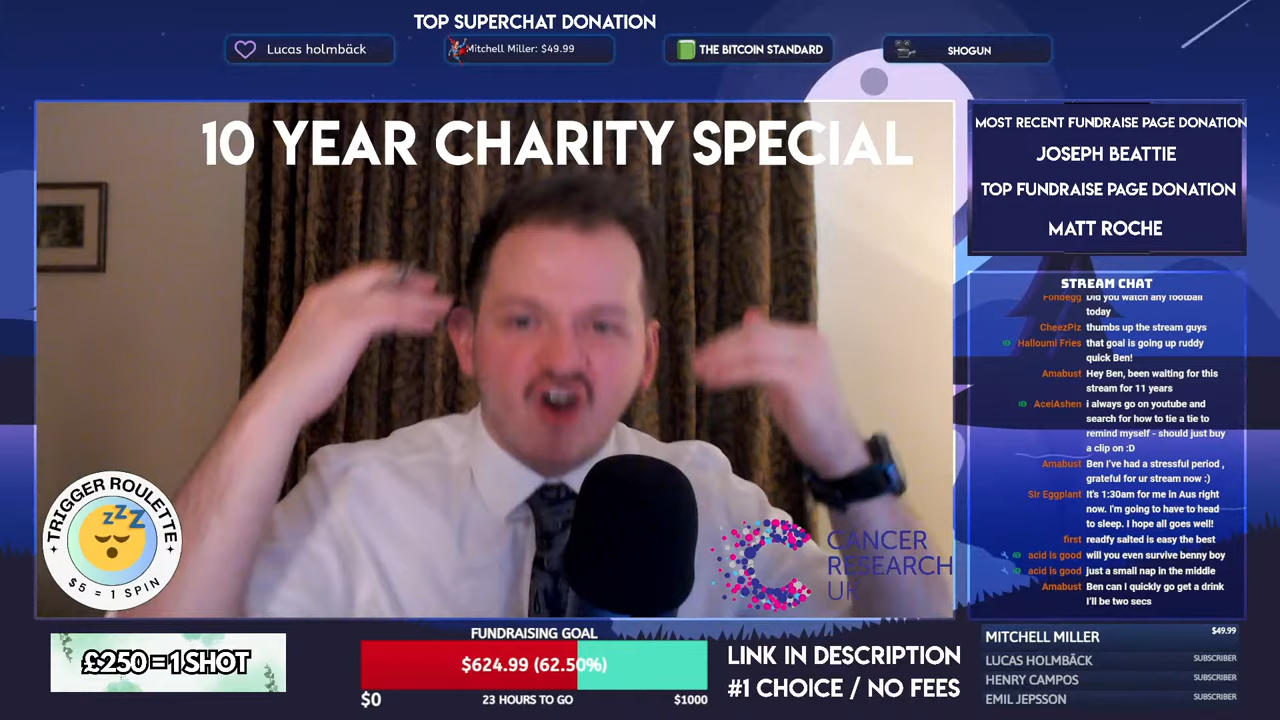 TOP SUPERCHAT DONATION
Lucas holmbäck
Mitchell Miller: $49.99
THE BITCOIN STANDARD
SHOGUN
10 YEAR CHARITY SPECIAL
MOST RECENT FUNDRAISE PAGE DONATION
JOSEPH BEATTIE
TOP FUNDRAISE PAGE DONATION
MATT ROCHE
STREAM CHAT
Fondegg Did you watch any football
today
CheezPiz thumbs up the stream guys
Halloumi Fries that goal is going up ruddy
quick Ben!
Amabust Hey Ben, been waiting for this
stream for 11 years
AceiAshen i always go on youtube and
search for how to tie a tie to
remind myself - should just buy
a clip on :D
Amabust Ben I've had a stressful period ,
grateful for ur stream now :)
Sir Eggplant It's 1:30am for me in Aus right
now. I'm going to have to head
to sleep. I hope all goes well!
first readfy salted is easy the best
acid is good will you even survive benny boy
acid is good just a small nap in the middle
Amabust Ben can I quickly go get a drink
I'll be two secs
TRIGGER ROULETTE
zzz
$5 = 1 SPIN
CANCER
RESEARCH
UK
£250 = 1 SHOT
FUNDRAISING GOAL
$624.99 (62.50%)
$0
23 HOURS TO GO
$1000
LINK IN DESCRIPTION
#1 CHOICE / NO FEES
MITCHELL MILLER $49.99
LUCAS HOLMBÄCK SUBSCRIBER
HENRY CAMPOS SUBSCRIBER
EMIL JEPSSON SUBSCRIBER